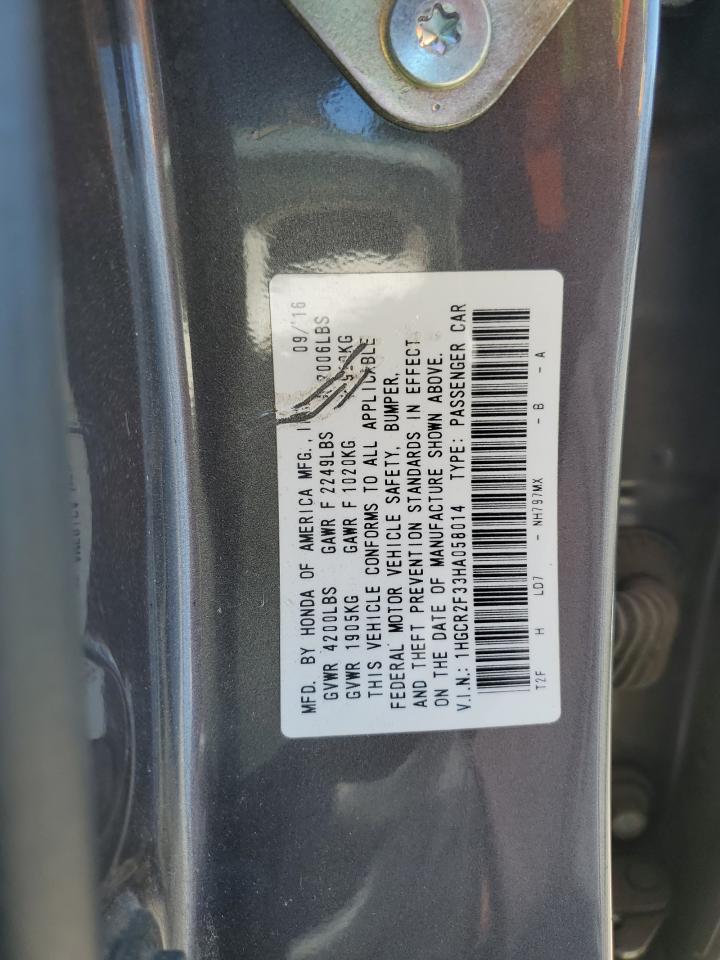 MFD. BY HONDA OF AMERICA MFG., 09/'16
GVWR 4200LBS GAWR F 2249LBS 2006LBS
GVWR 1905KG GAWR F 1020KG
THIS VEHICLE CONFORMS TO ALL APPLICABLE
FEDERAL MOTOR VEHICLE SAFETY, BUMPER,
AND THEFT PREVENTION STANDARDS IN EFFECT
ON THE DATE OF MANUFACTURE SHOWN ABOVE.
V.I.N.: 1HGCR2F33HA058014 TYPE: PASSENGER CAR
T2F H LD7 - NH797MX - B - A